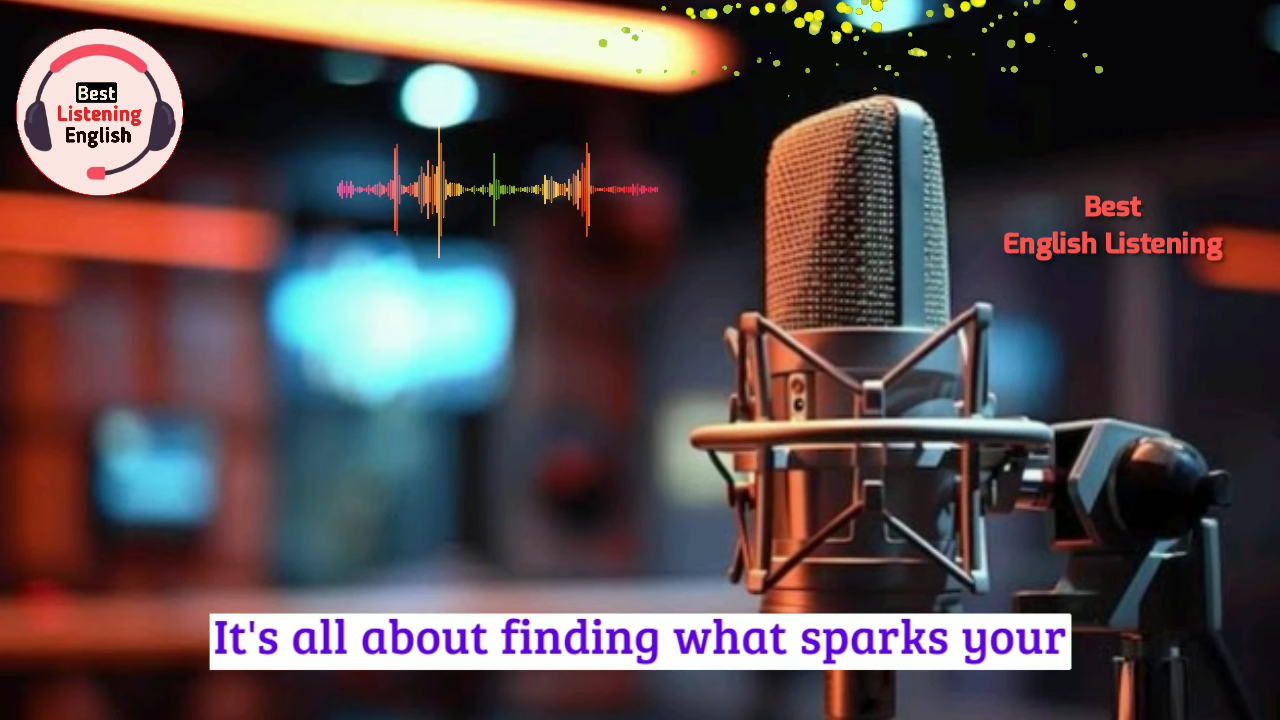 Best
Listening
English
Best
English Listening
It's all about finding what sparks your